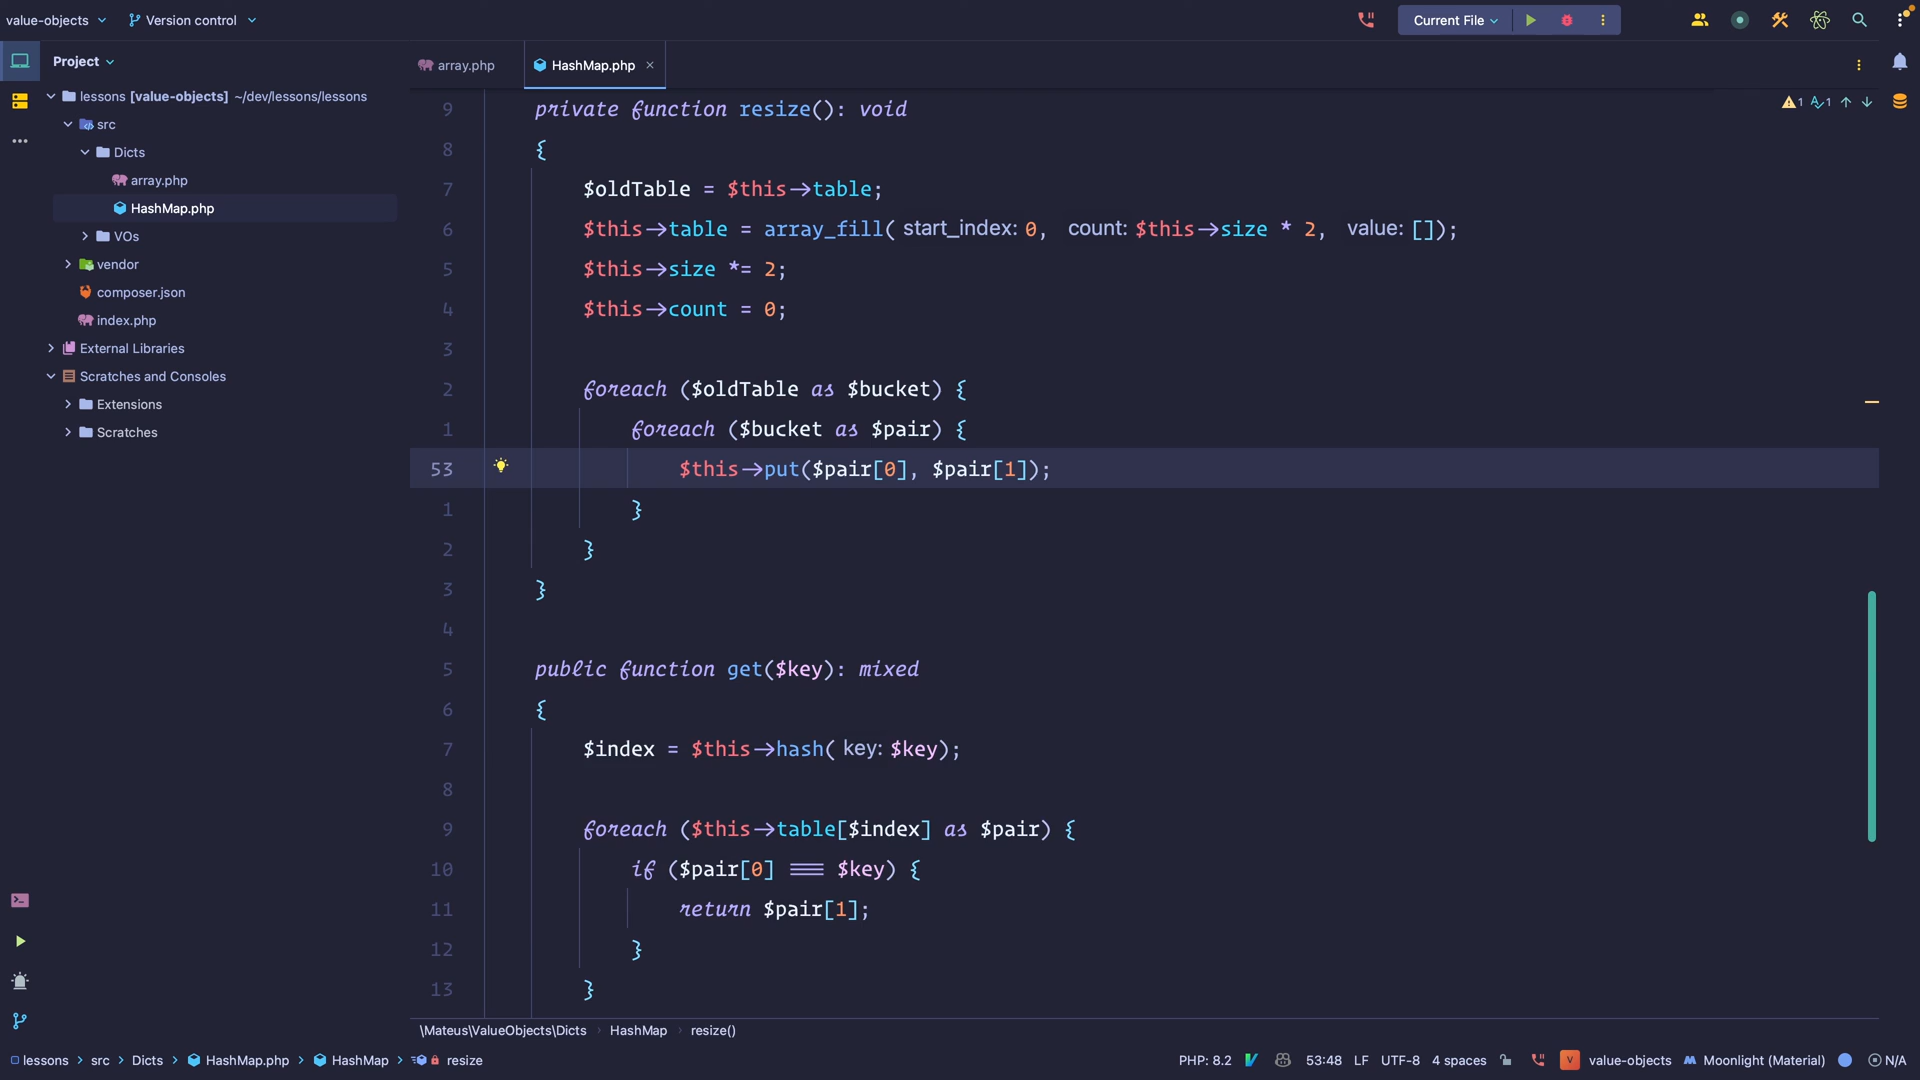 value-objects
Version control
Current File
Project
array.php
HashMap.php
lessons [value-objects] ~/dev/lessons/lessons
src
Dicts
array.php
HashMap.php
VOs
vendor
composer.json
index.php
External Libraries
Scratches and Consoles
Extensions
Scratches
1 1
9 private function resize(): void
8 {
7 $oldTable = $this→table;
6 $this→table = array_fill( start_index: 0, count: $this→size * 2, value: []);
5 $this→size *= 2;
4 $this→count = 0;
3
2 foreach ($oldTable as $bucket) {
1 foreach ($bucket as $pair) {
53 $this→put($pair[0], $pair[1]);
1 }
2 }
3 }
4
5 public function get($key): mixed
6 {
7 $index = $this→hash( key: $key);
8
9 foreach ($this→table[$index] as $pair) {
10 if ($pair[0] === $key) {
11 return $pair[1];
12 }
13 }
\Mateus\ValueObjects\Dicts › HashMap › resize()
lessons › src › Dicts › HashMap.php › HashMap › resize
PHP: 8.2 53:48 LF UTF-8 4 spaces V value-objects Moonlight (Material) N/A